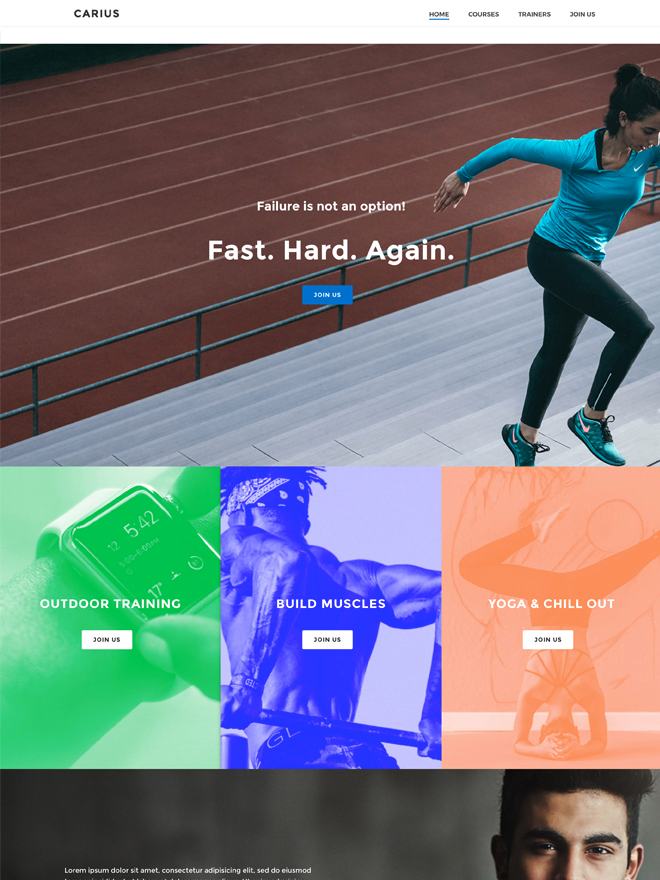 CARIUS
HOME COURSES TRAINERS JOIN US
Failure is not an option!
Fast. Hard. Again.
JOIN US
5:42
OUTDOOR TRAINING
BUILD MUSCLES
YOGA & CHILL OUT
JOIN US
JOIN US
JOIN US
Lorem ipsum dolor sit amet, consectetur adipisicing elit, sed do eiusmod